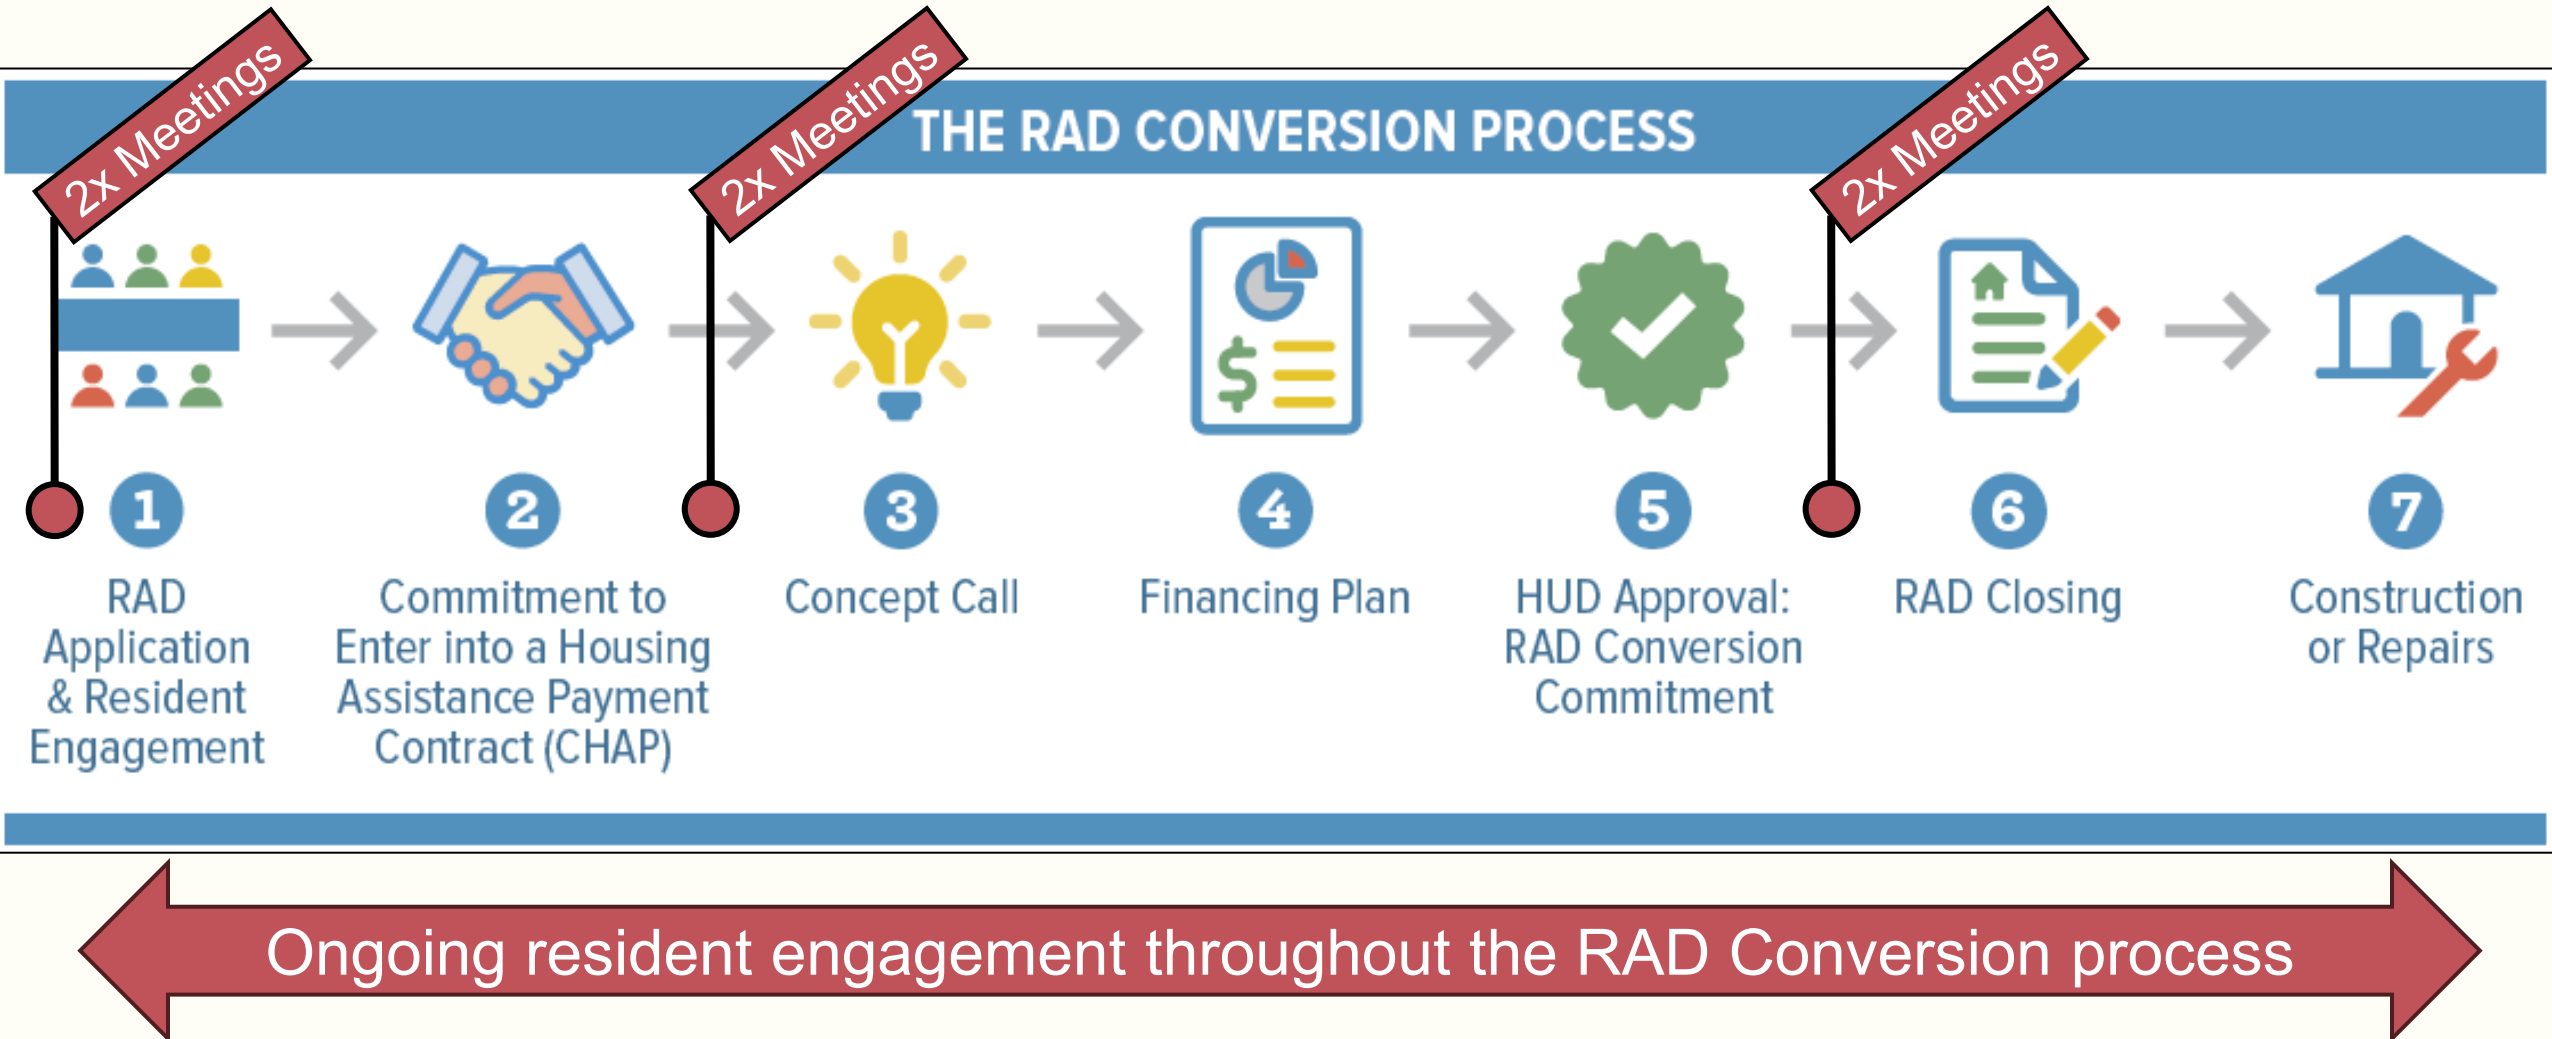 2x Meetings
2x Meetings
2x Meetings
THE RAD CONVERSION PROCESS
1
RAD
Application
& Resident
Engagement
2
Commitment to
Enter into a Housing
Assistance Payment
Contract (CHAP)
3
Concept Call
4
Financing Plan
5
HUD Approval:
RAD Conversion
Commitment
6
RAD Closing
7
Construction
or Repairs
$
Ongoing resident engagement throughout the RAD Conversion process